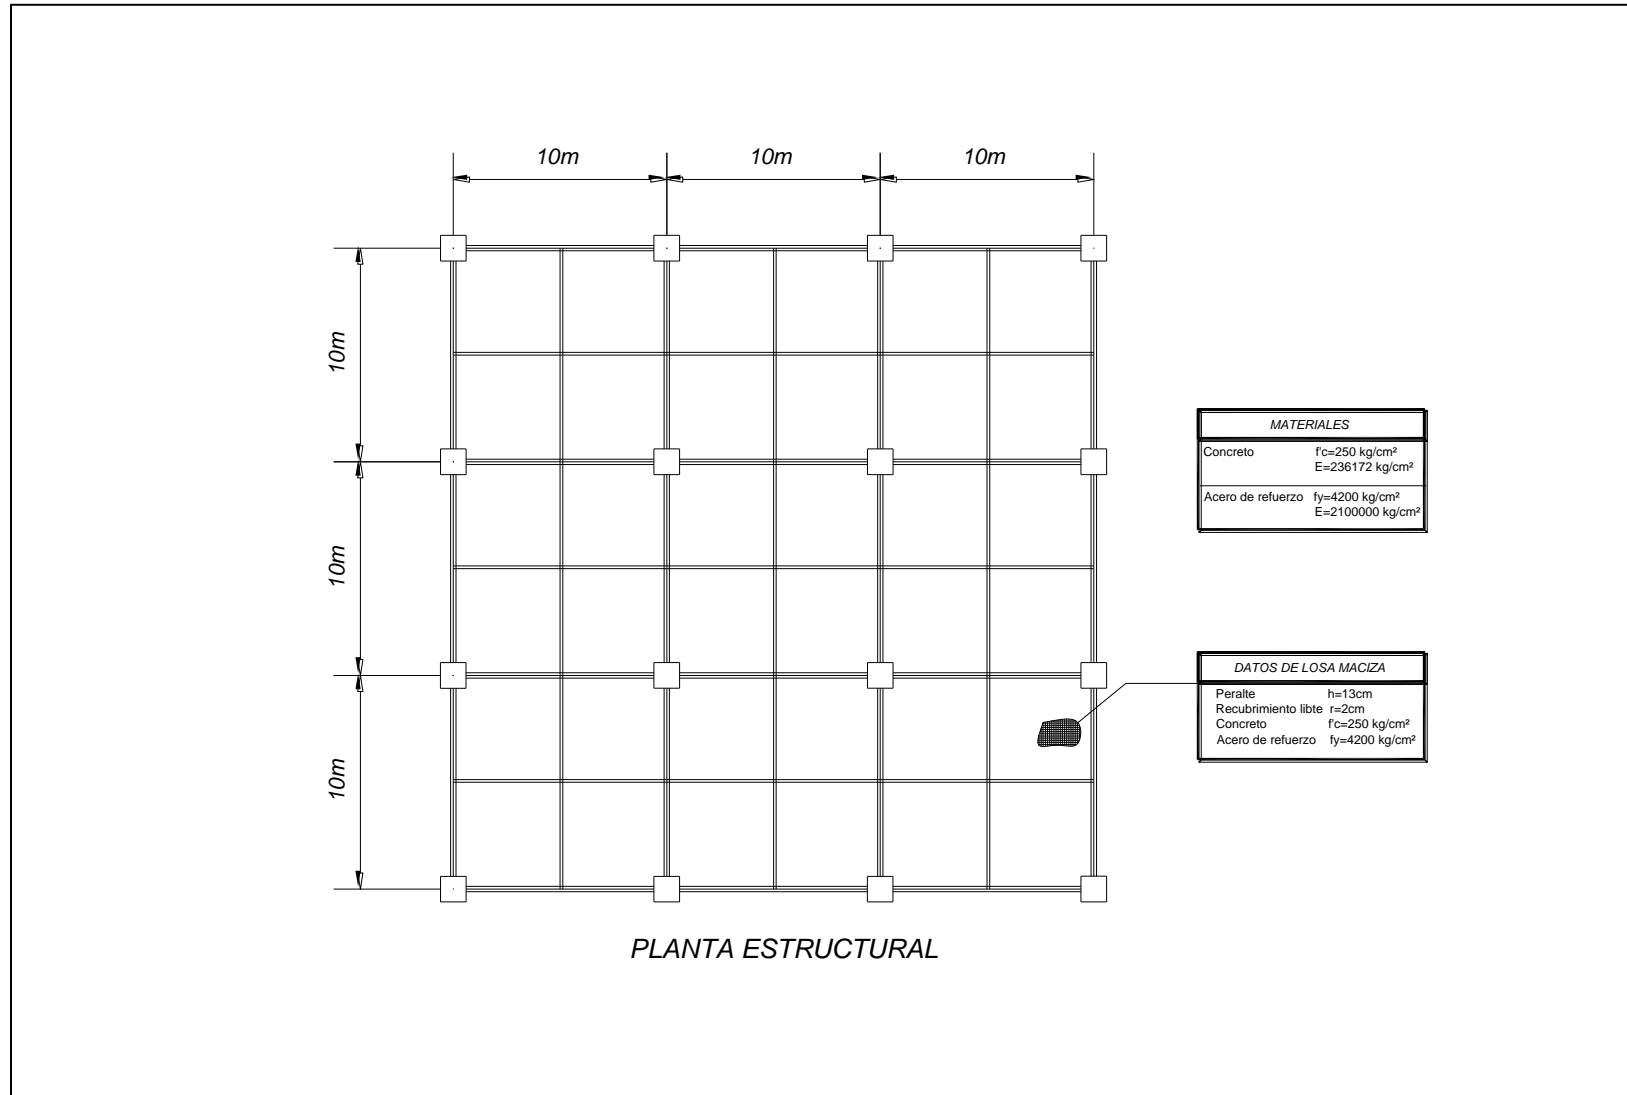 10m
10m
10m
10m
10m
10m
MATERIALES
Concreto f'c=250 kg/cm²
E=236172 kg/cm²
Acero de refuerzo fy=4200 kg/cm²
E=2100000 kg/cm²
DATOS DE LOSA MACIZA
Peralte h=13cm
Recubrimiento libte r=2cm
Concreto f'c=250 kg/cm²
Acero de refuerzo fy=4200 kg/cm²
PLANTA ESTRUCTURAL